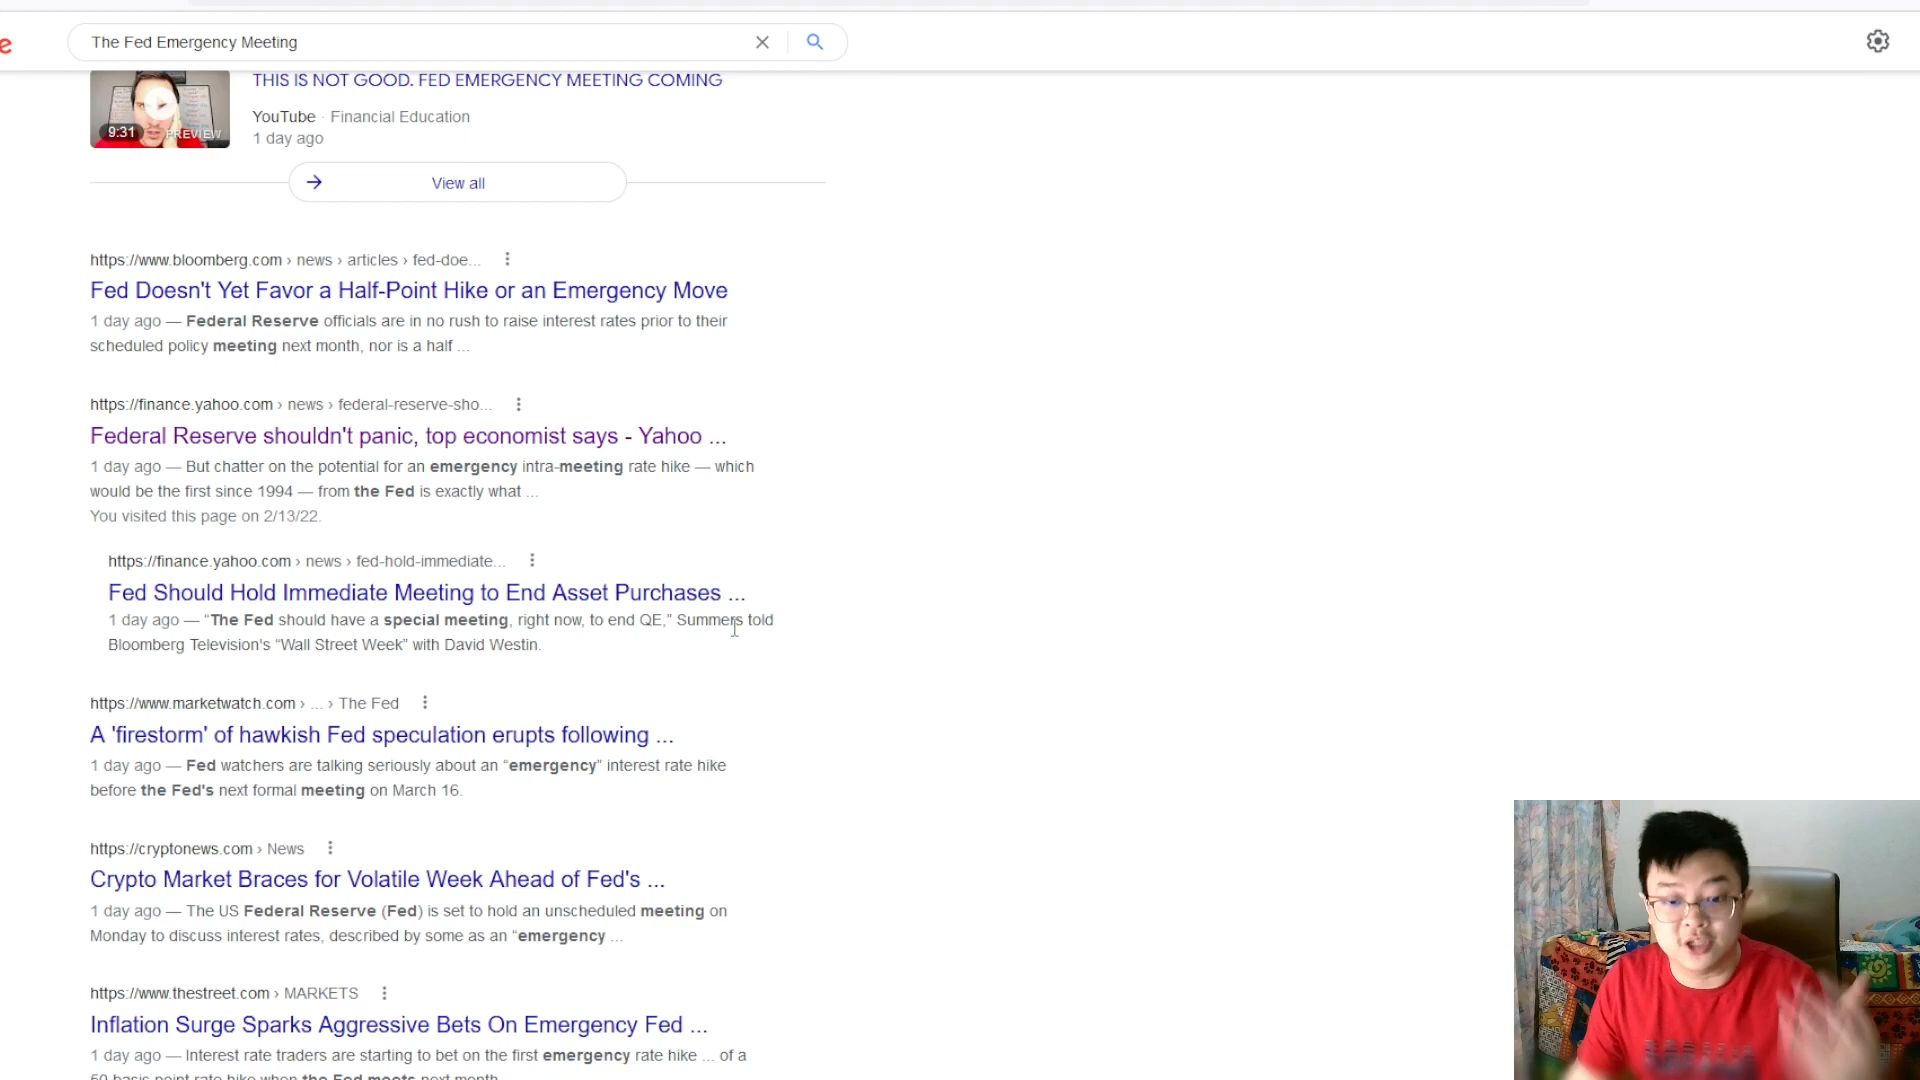 e
The Fed Emergency Meeting
THIS IS NOT GOOD. FED EMERGENCY MEETING COMING
YouTube · Financial Education
9:31 PREVIEW
1 day ago
View all
https://www.bloomberg.com › news › articles › fed-doe...
Fed Doesn't Yet Favor a Half-Point Hike or an Emergency Move
1 day ago — Federal Reserve officials are in no rush to raise interest rates prior to their
scheduled policy meeting next month, nor is a half ...
https://finance.yahoo.com › news › federal-reserve-sho...
Federal Reserve shouldn't panic, top economist says - Yahoo ...
1 day ago — But chatter on the potential for an emergency intra-meeting rate hike — which
would be the first since 1994 — from the Fed is exactly what ...
You visited this page on 2/13/22.
https://finance.yahoo.com › news › fed-hold-immediate...
Fed Should Hold Immediate Meeting to End Asset Purchases ...
1 day ago — “The Fed should have a special meeting, right now, to end QE,” Summers told
Bloomberg Television's “Wall Street Week” with David Westin.
https://www.marketwatch.com › ... › The Fed
A 'firestorm' of hawkish Fed speculation erupts following ...
1 day ago — Fed watchers are talking seriously about an “emergency” interest rate hike
before the Fed's next formal meeting on March 16.
https://cryptonews.com › News
Crypto Market Braces for Volatile Week Ahead of Fed's ...
1 day ago — The US Federal Reserve (Fed) is set to hold an unscheduled meeting on
Monday to discuss interest rates, described by some as an “emergency ...
https://www.thestreet.com › MARKETS
Inflation Surge Sparks Aggressive Bets On Emergency Fed ...
1 day ago — Interest rate traders are starting to bet on the first emergency rate hike ... of a
50 basis point rate hike when the Fed meets next month.